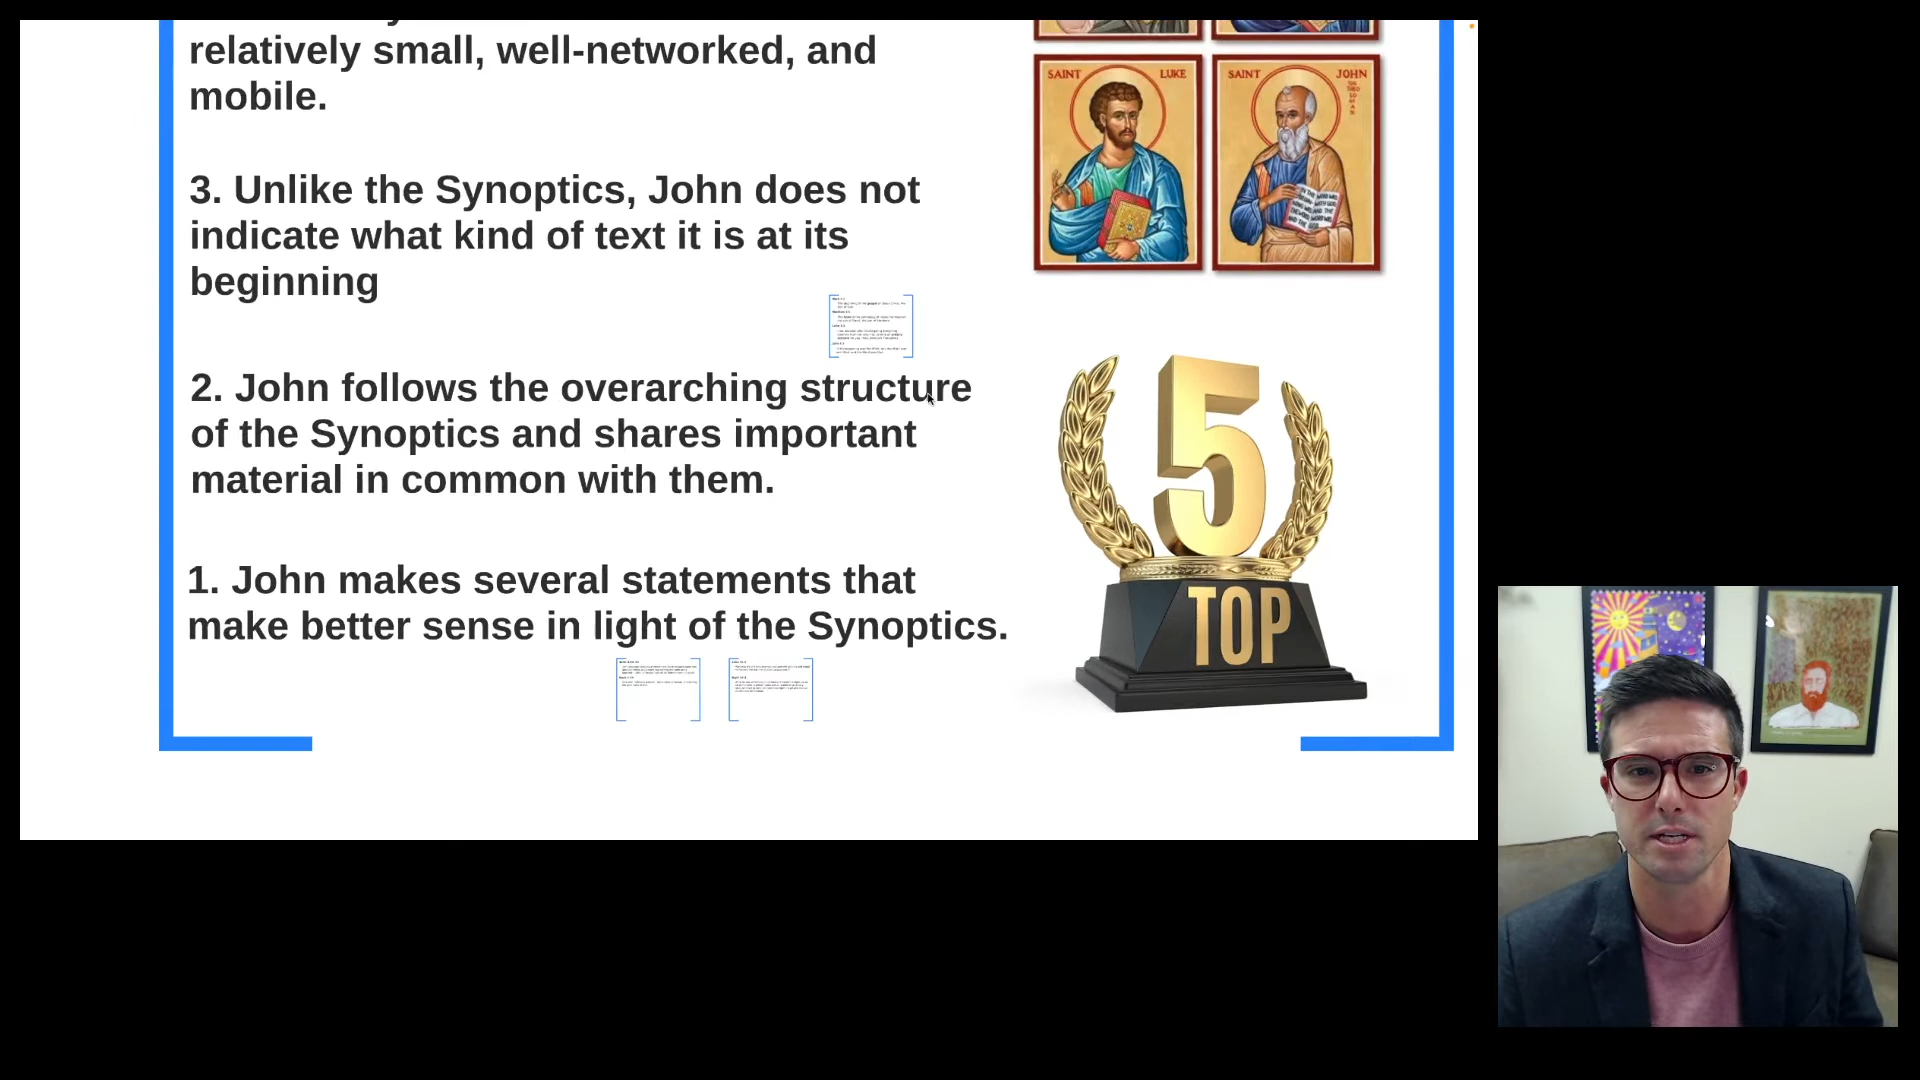 relatively small, well-networked, and
mobile.
3. Unlike the Synoptics, John does not
indicate what kind of text it is at its
beginning
2. John follows the overarching structure
of the Synoptics and shares important
material in common with them.
1. John makes several statements that
make better sense in light of the Synoptics.
SAINT LUKE
SAINT JOHN
5
TOP